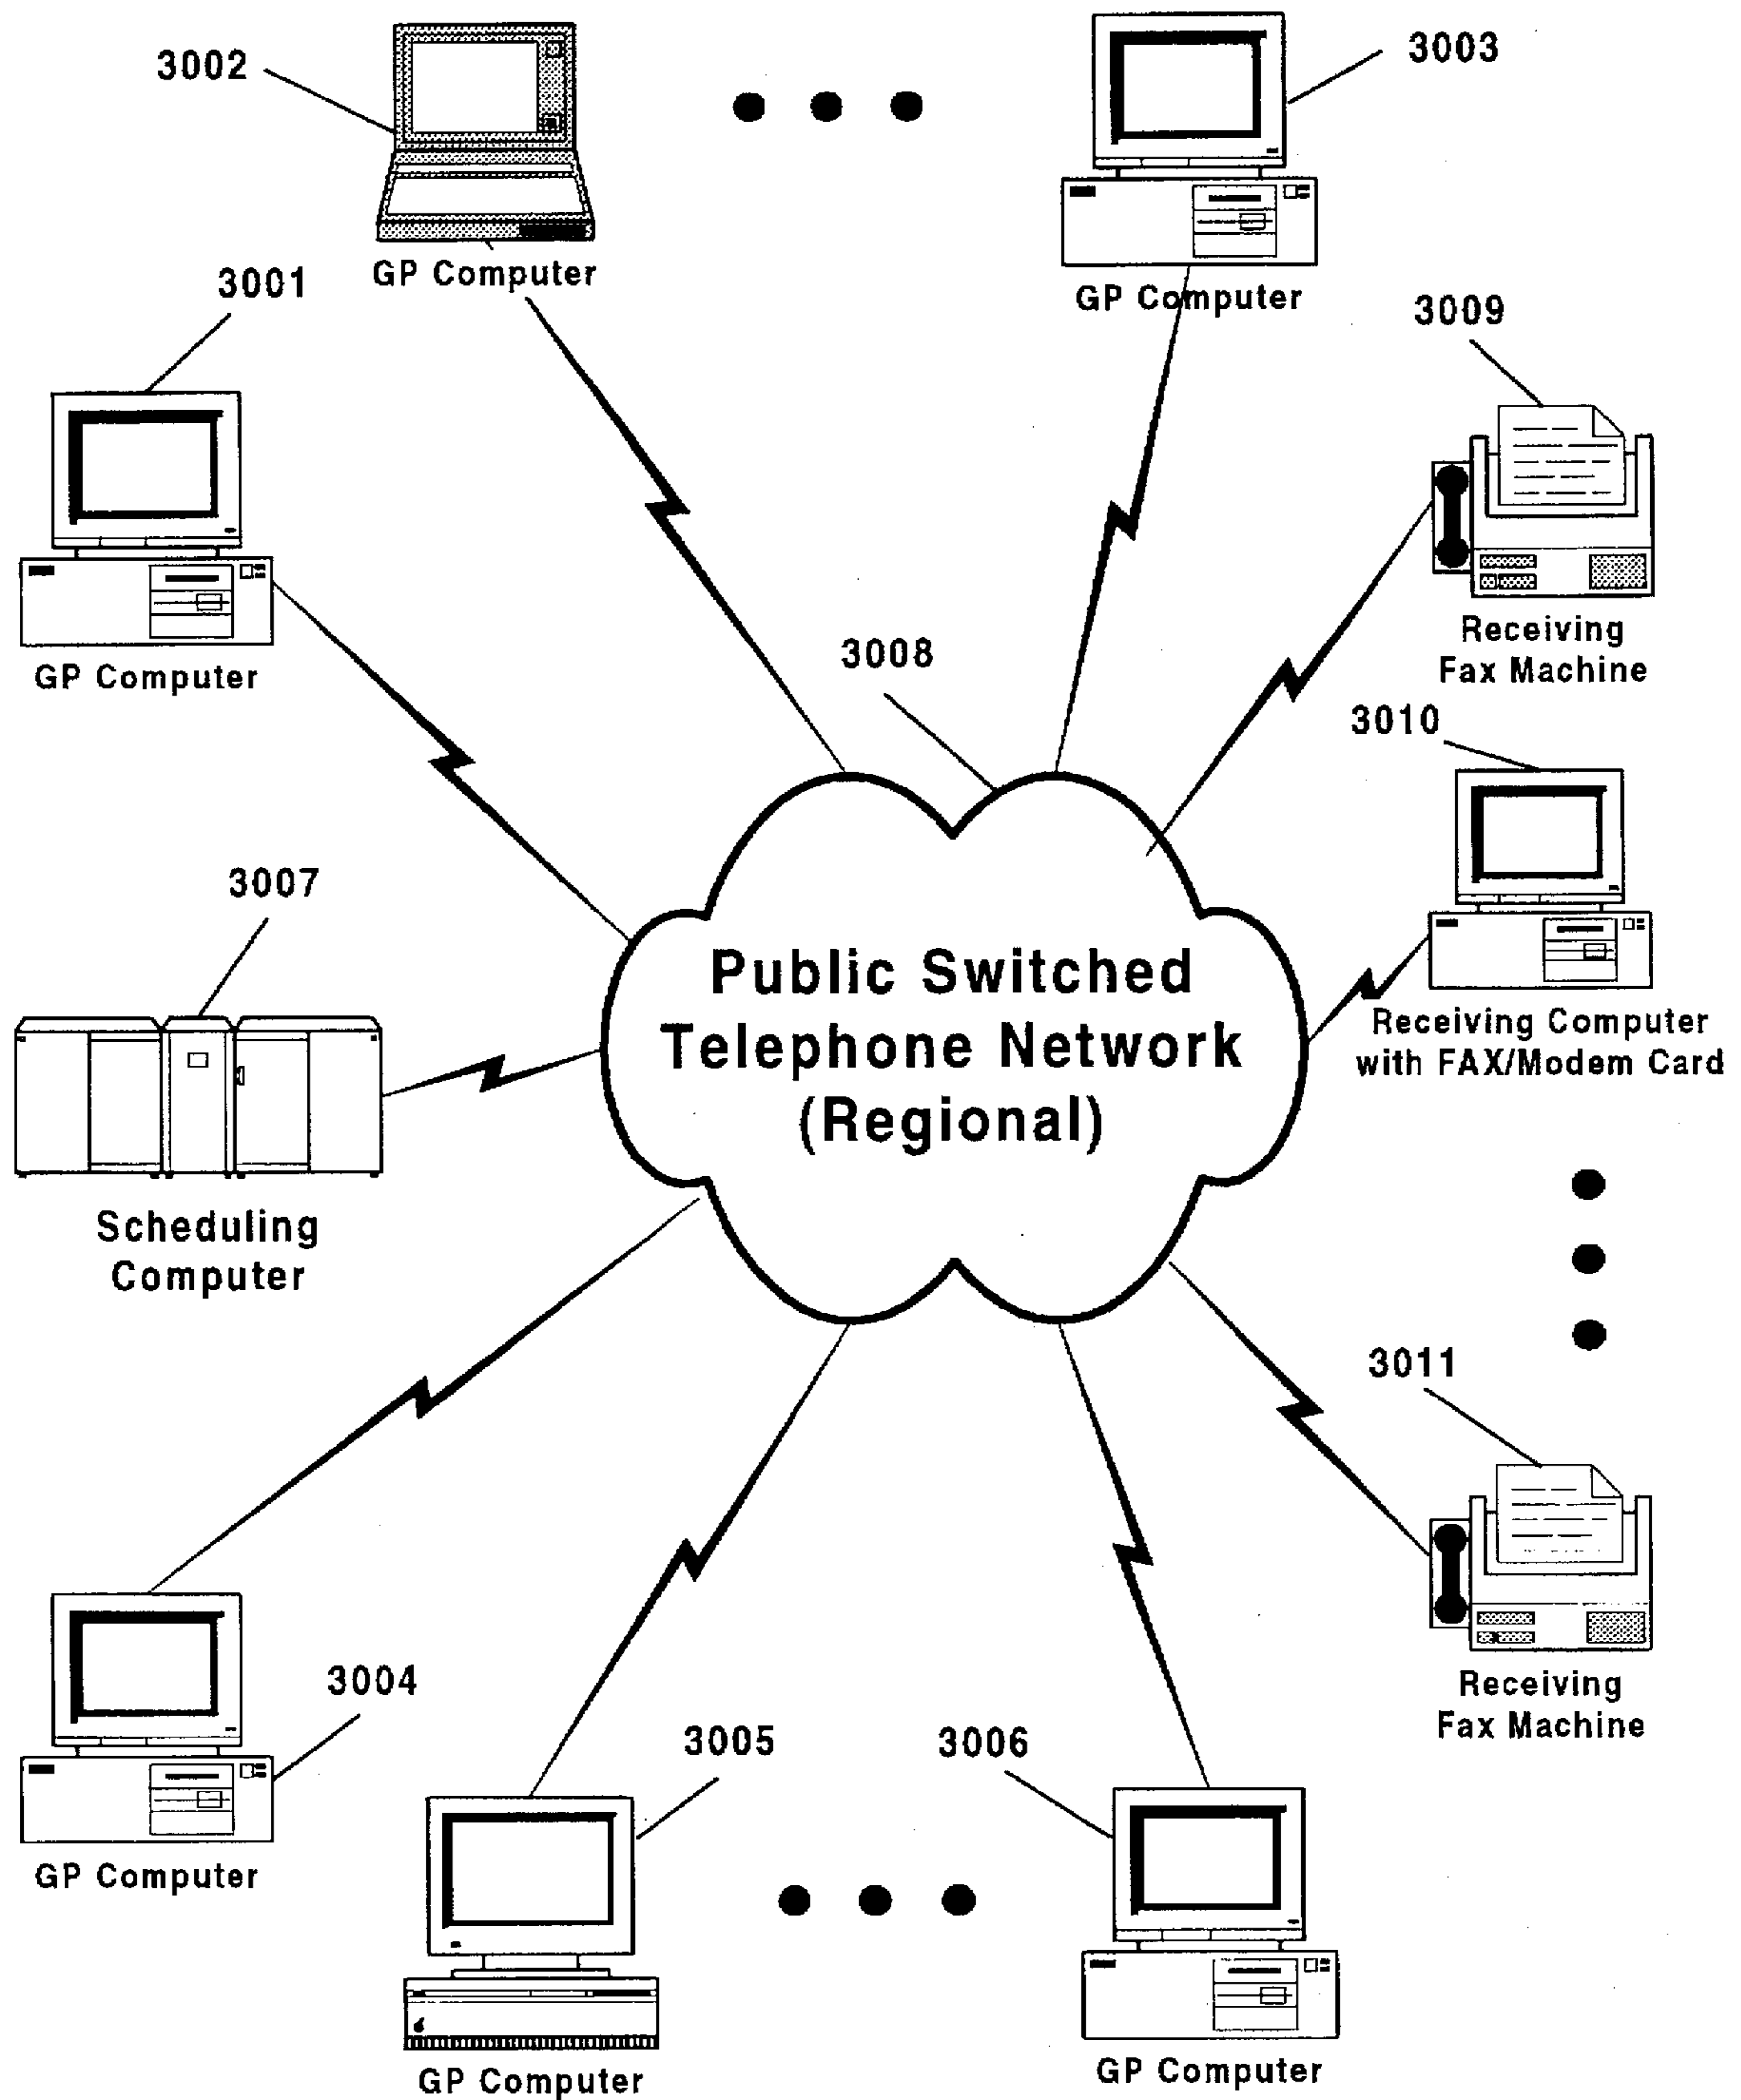 3002
3003
GP Computer
GP Computer
3001
3009
GP Computer
Receiving
Fax Machine
3008
3010
3007
Public Switched
Telephone Network
(Regional)
Receiving Computer
with FAX/Modem Card
Scheduling
Computer
3011
3004
Receiving
Fax Machine
3005
3006
GP Computer
GP Computer
GP Computer